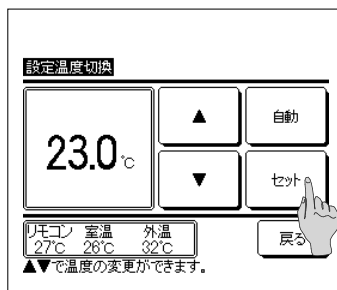 設定温度切換
23.0℃
▲
自動
▼
セット
リモコン 室温 外温
27℃ 26℃ 32℃
戻る
▲▼で温度の変更ができます。